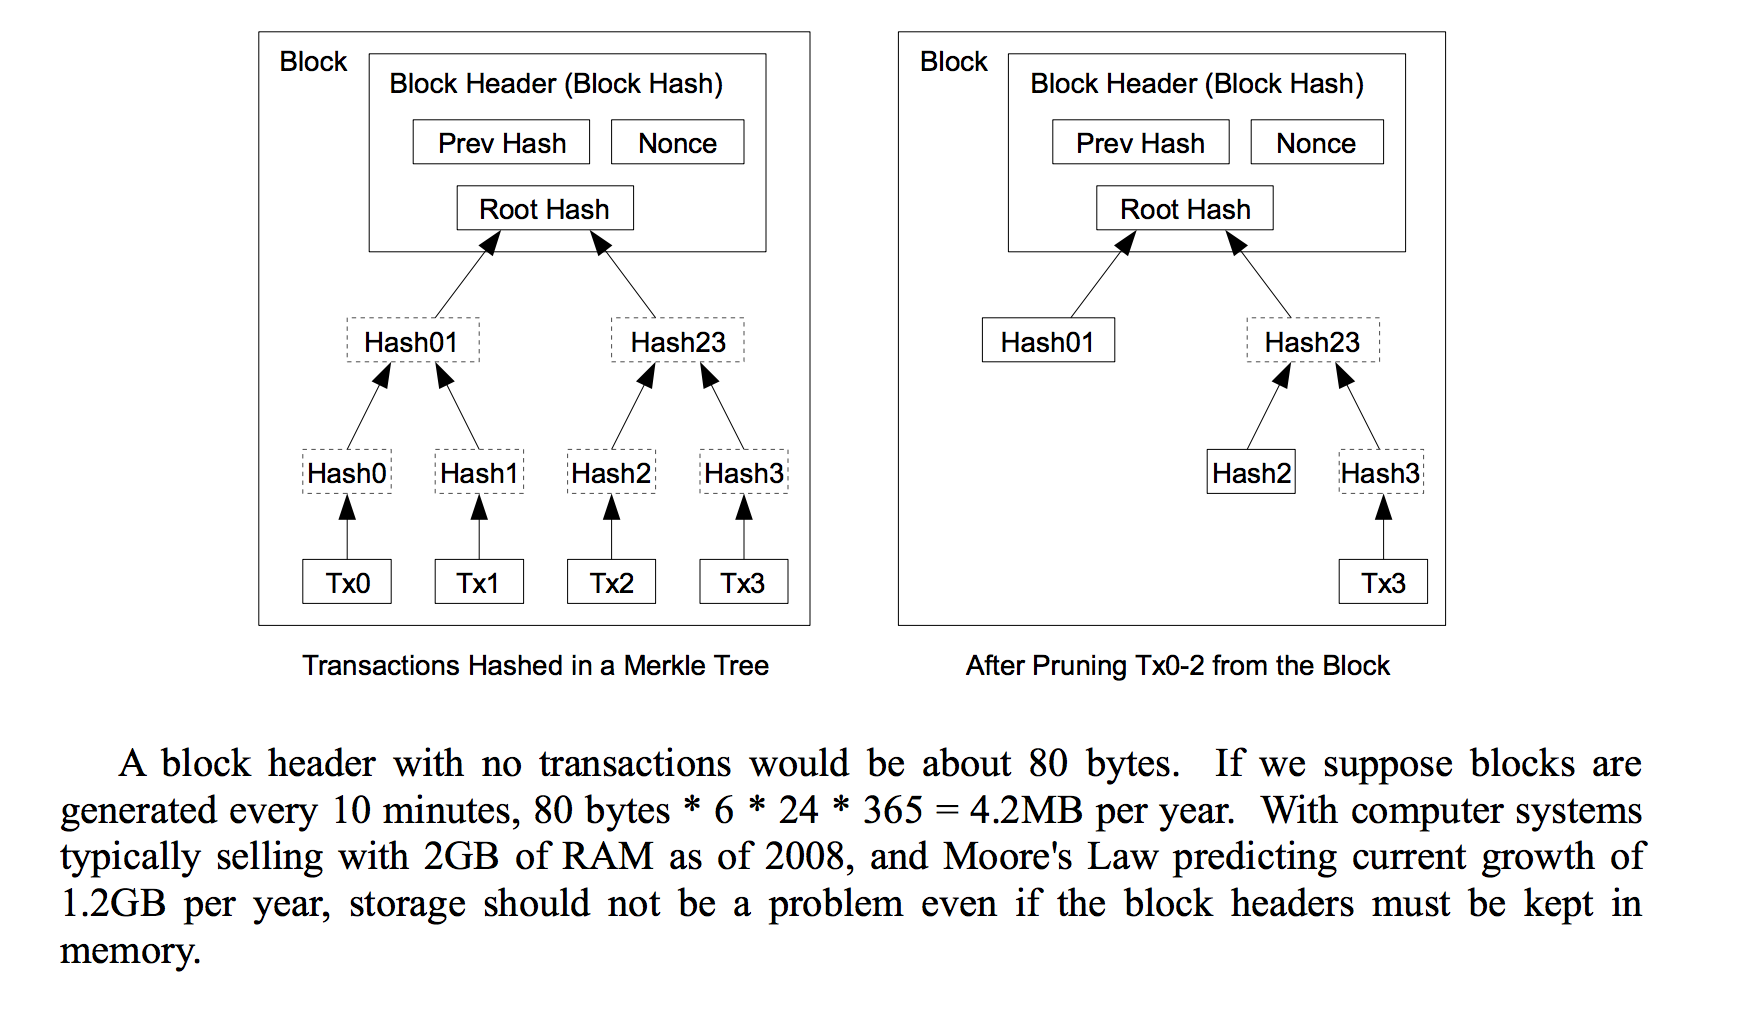 Block
Block Header (Block Hash)
Prev Hash
Nonce
Root Hash
Hash01
Hash23
Hash0
Hash1
Hash2
Hash3
Tx0
Tx1
Tx2
Tx3
Transactions Hashed in a Merkle Tree
Block
Block Header (Block Hash)
Prev Hash
Nonce
Root Hash
Hash01
Hash23
Hash2
Hash3
Tx3
After Pruning Tx0-2 from the Block
A block header with no transactions would be about 80 bytes. If we suppose blocks are
generated every 10 minutes, 80 bytes * 6 * 24 * 365 = 4.2MB per year. With computer systems
typically selling with 2GB of RAM as of 2008, and Moore's Law predicting current growth of
1.2GB per year, storage should not be a problem even if the block headers must be kept in
memory.